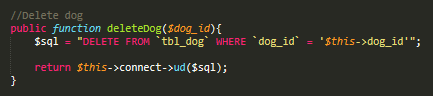 //Delete dog
public function deleteDog($dog_id){
$sql = "DELETE FROM `tbl_dog` WHERE `dog_id` = '$this->dog_id'";
return $this->connect->ud($sql);
}